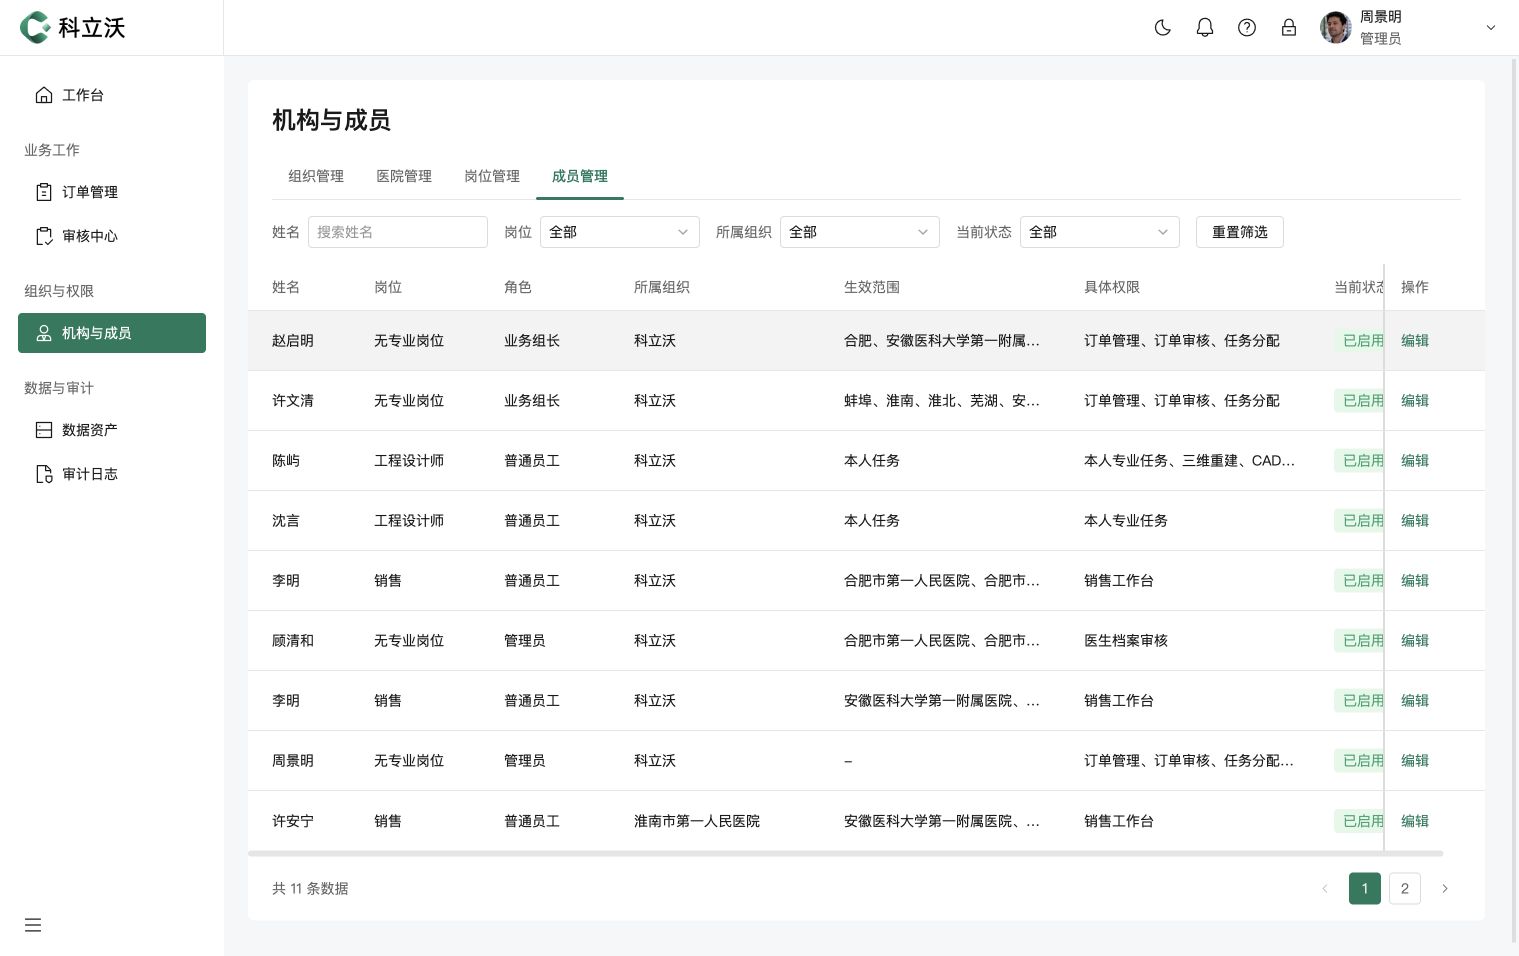 科立沃
周景明
管理员
工作台
业务工作
订单管理
审核中心
组织与权限
机构与成员
数据与审计
数据资产
审计日志
机构与成员
组织管理 医院管理 岗位管理 成员管理
姓名 搜索姓名 岗位 全部 所属组织 全部 当前状态 全部 重置筛选
姓名 岗位 角色 所属组织 生效范围 具体权限 当前状态 操作
赵启明 无专业岗位 业务组长 科立沃 合肥、安徽医科大学第一附属... 订单管理、订单审核、任务分配 已启用 编辑
许文清 无专业岗位 业务组长 科立沃 蚌埠、淮南、淮北、芜湖、安... 订单管理、订单审核、任务分配 已启用 编辑
陈屿 工程设计师 普通员工 科立沃 本人任务 本人专业任务、三维重建、CAD... 已启用 编辑
沈言 工程设计师 普通员工 科立沃 本人任务 本人专业任务 已启用 编辑
李明 销售 普通员工 科立沃 合肥市第一人民医院、合肥市... 销售工作台 已启用 编辑
顾清和 无专业岗位 管理员 科立沃 合肥市第一人民医院、合肥市... 医生档案审核 已启用 编辑
李明 销售 普通员工 科立沃 安徽医科大学第一附属医院、... 销售工作台 已启用 编辑
周景明 无专业岗位 管理员 科立沃 – 订单管理、订单审核、任务分配... 已启用 编辑
许安宁 销售 普通员工 淮南市第一人民医院 安徽医科大学第一附属医院、... 销售工作台 已启用 编辑
共 11 条数据 1 2